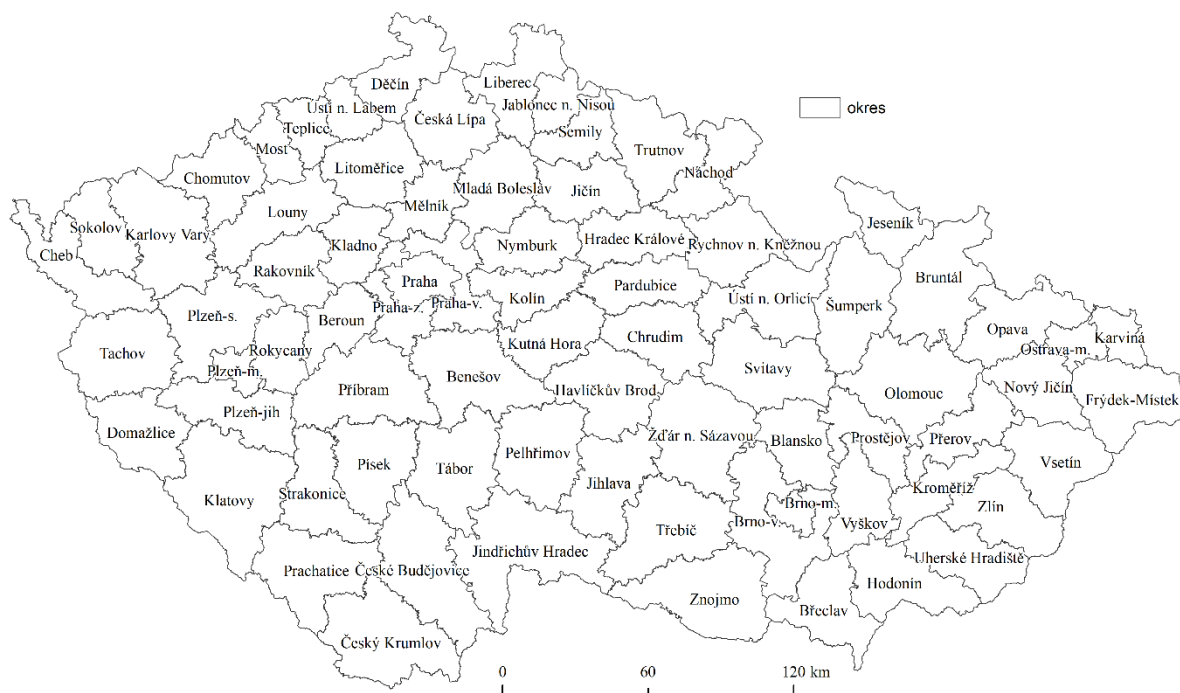 Děčín
Liberec
Ústí n. Labem
Jablonec n. Nisou
okres
Česká Lípa
Teplice
Semily
Most
Trutnov
Litoměřice
Náchod
Chomutov
Mladá Boleslav
Jičín
Mělník
Louny
Jeseník
Sokolov
Karlovy Vary
Kladno
Nymburk
Hradec Králové
Rychnov n. Kněžnou
Cheb
Rakovník
Bruntál
Praha
Pardubice
Kolín
Ústí n. Orlicí
Praha-z.
Praha-v.
Šumperk
Plzeň-s.
Beroun
Opava
Karviná
Chrudim
Kutná Hora
Rokycany
Ostrava-m.
Tachov
Svitavy
Plzeň-m.
Benešov
Nový Jičín
Příbram
Havlíčkův Brod
Olomouc
Frýdek-Místek
Plzeň-jih
Domažlice
Žďár n. Sázavou
Blansko
Prostějov
Přerov
Pelhřimov
Vsetín
Písek
Tábor
Jihlava
Kroměříž
Klatovy
Strakonice
Brno-m.
Zlín
Třebíč
Brno-v.
Vyškov
Jindřichův Hradec
Uherské Hradiště
Prachatice
České Budějovice
Hodonín
Znojmo
Břeclav
Český Krumlov
0 60 120 km